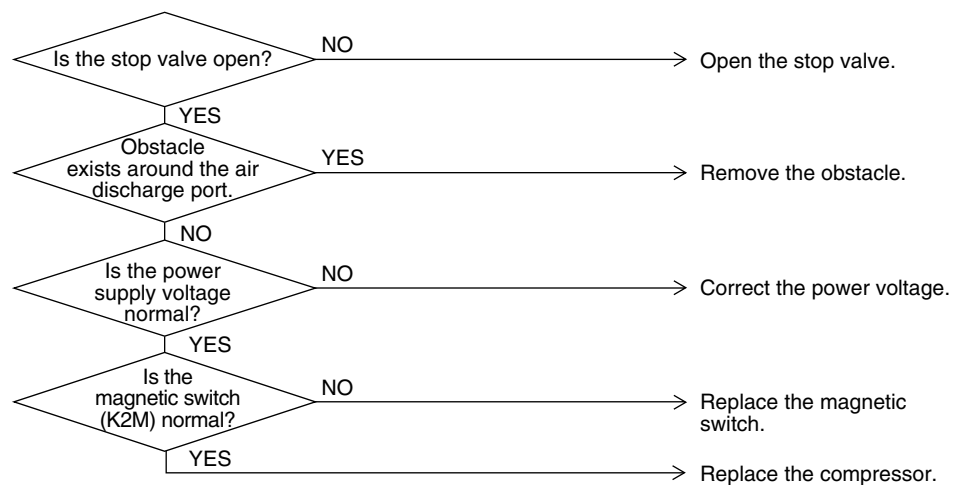 Is the stop valve open?
NO
Open the stop valve.
YES
Obstacle
exists around the air
discharge port.
YES
Remove the obstacle.
NO
Is the power
supply voltage
normal?
NO
Correct the power voltage.
YES
Is the
magnetic switch
(K2M) normal?
NO
Replace the magnetic
switch.
YES
Replace the compressor.